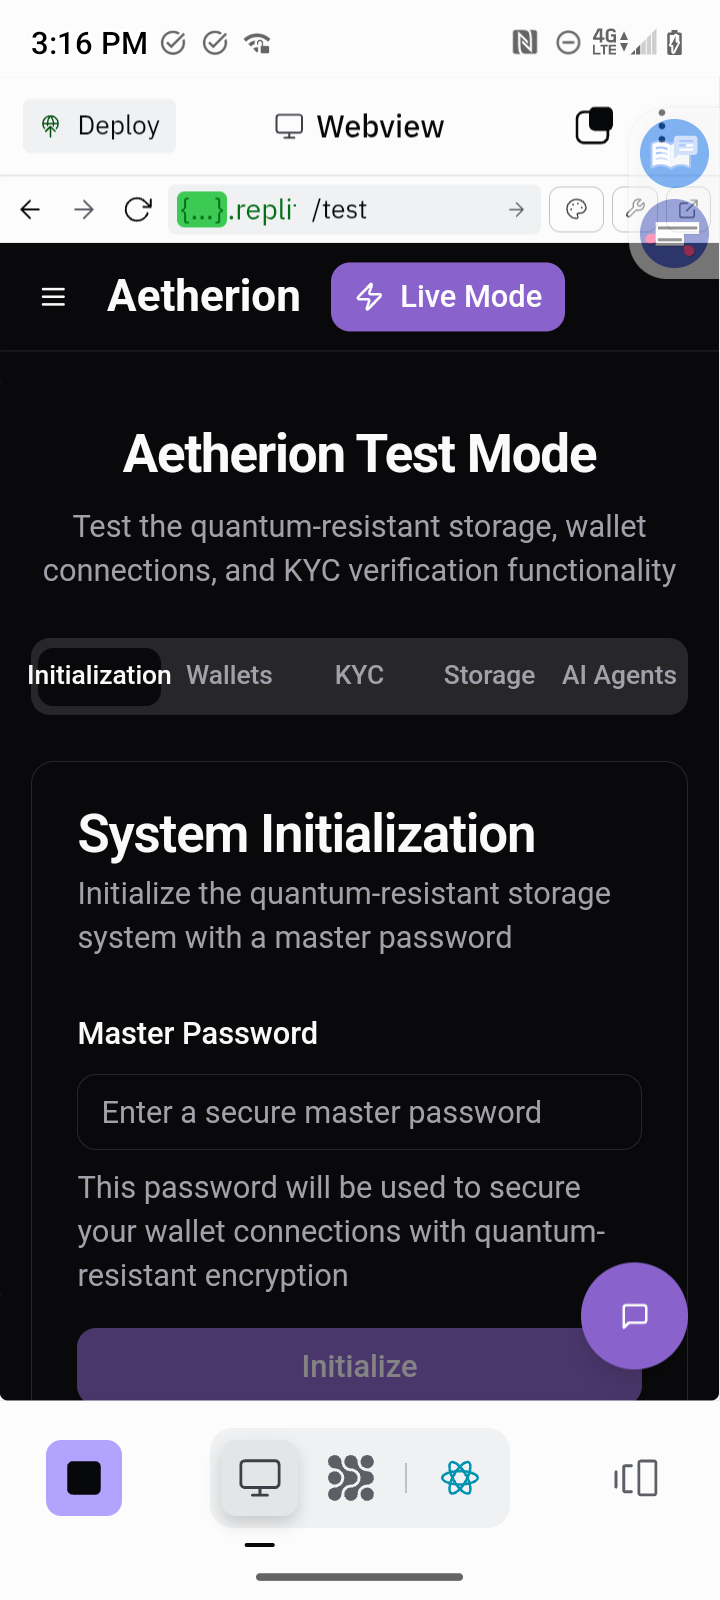 3:16 PM
4G
LTE
Deploy
Webview
{...}.repli
/test
Aetherion
Live Mode
Aetherion Test Mode
Test the quantum-resistant storage, wallet
connections, and KYC verification functionality
Initialization
Wallets
KYC
Storage
AI Agents
System Initialization
Initialize the quantum-resistant storage
system with a master password
Master Password
Enter a secure master password
This password will be used to secure
your wallet connections with quantum-
resistant encryption
Initialize